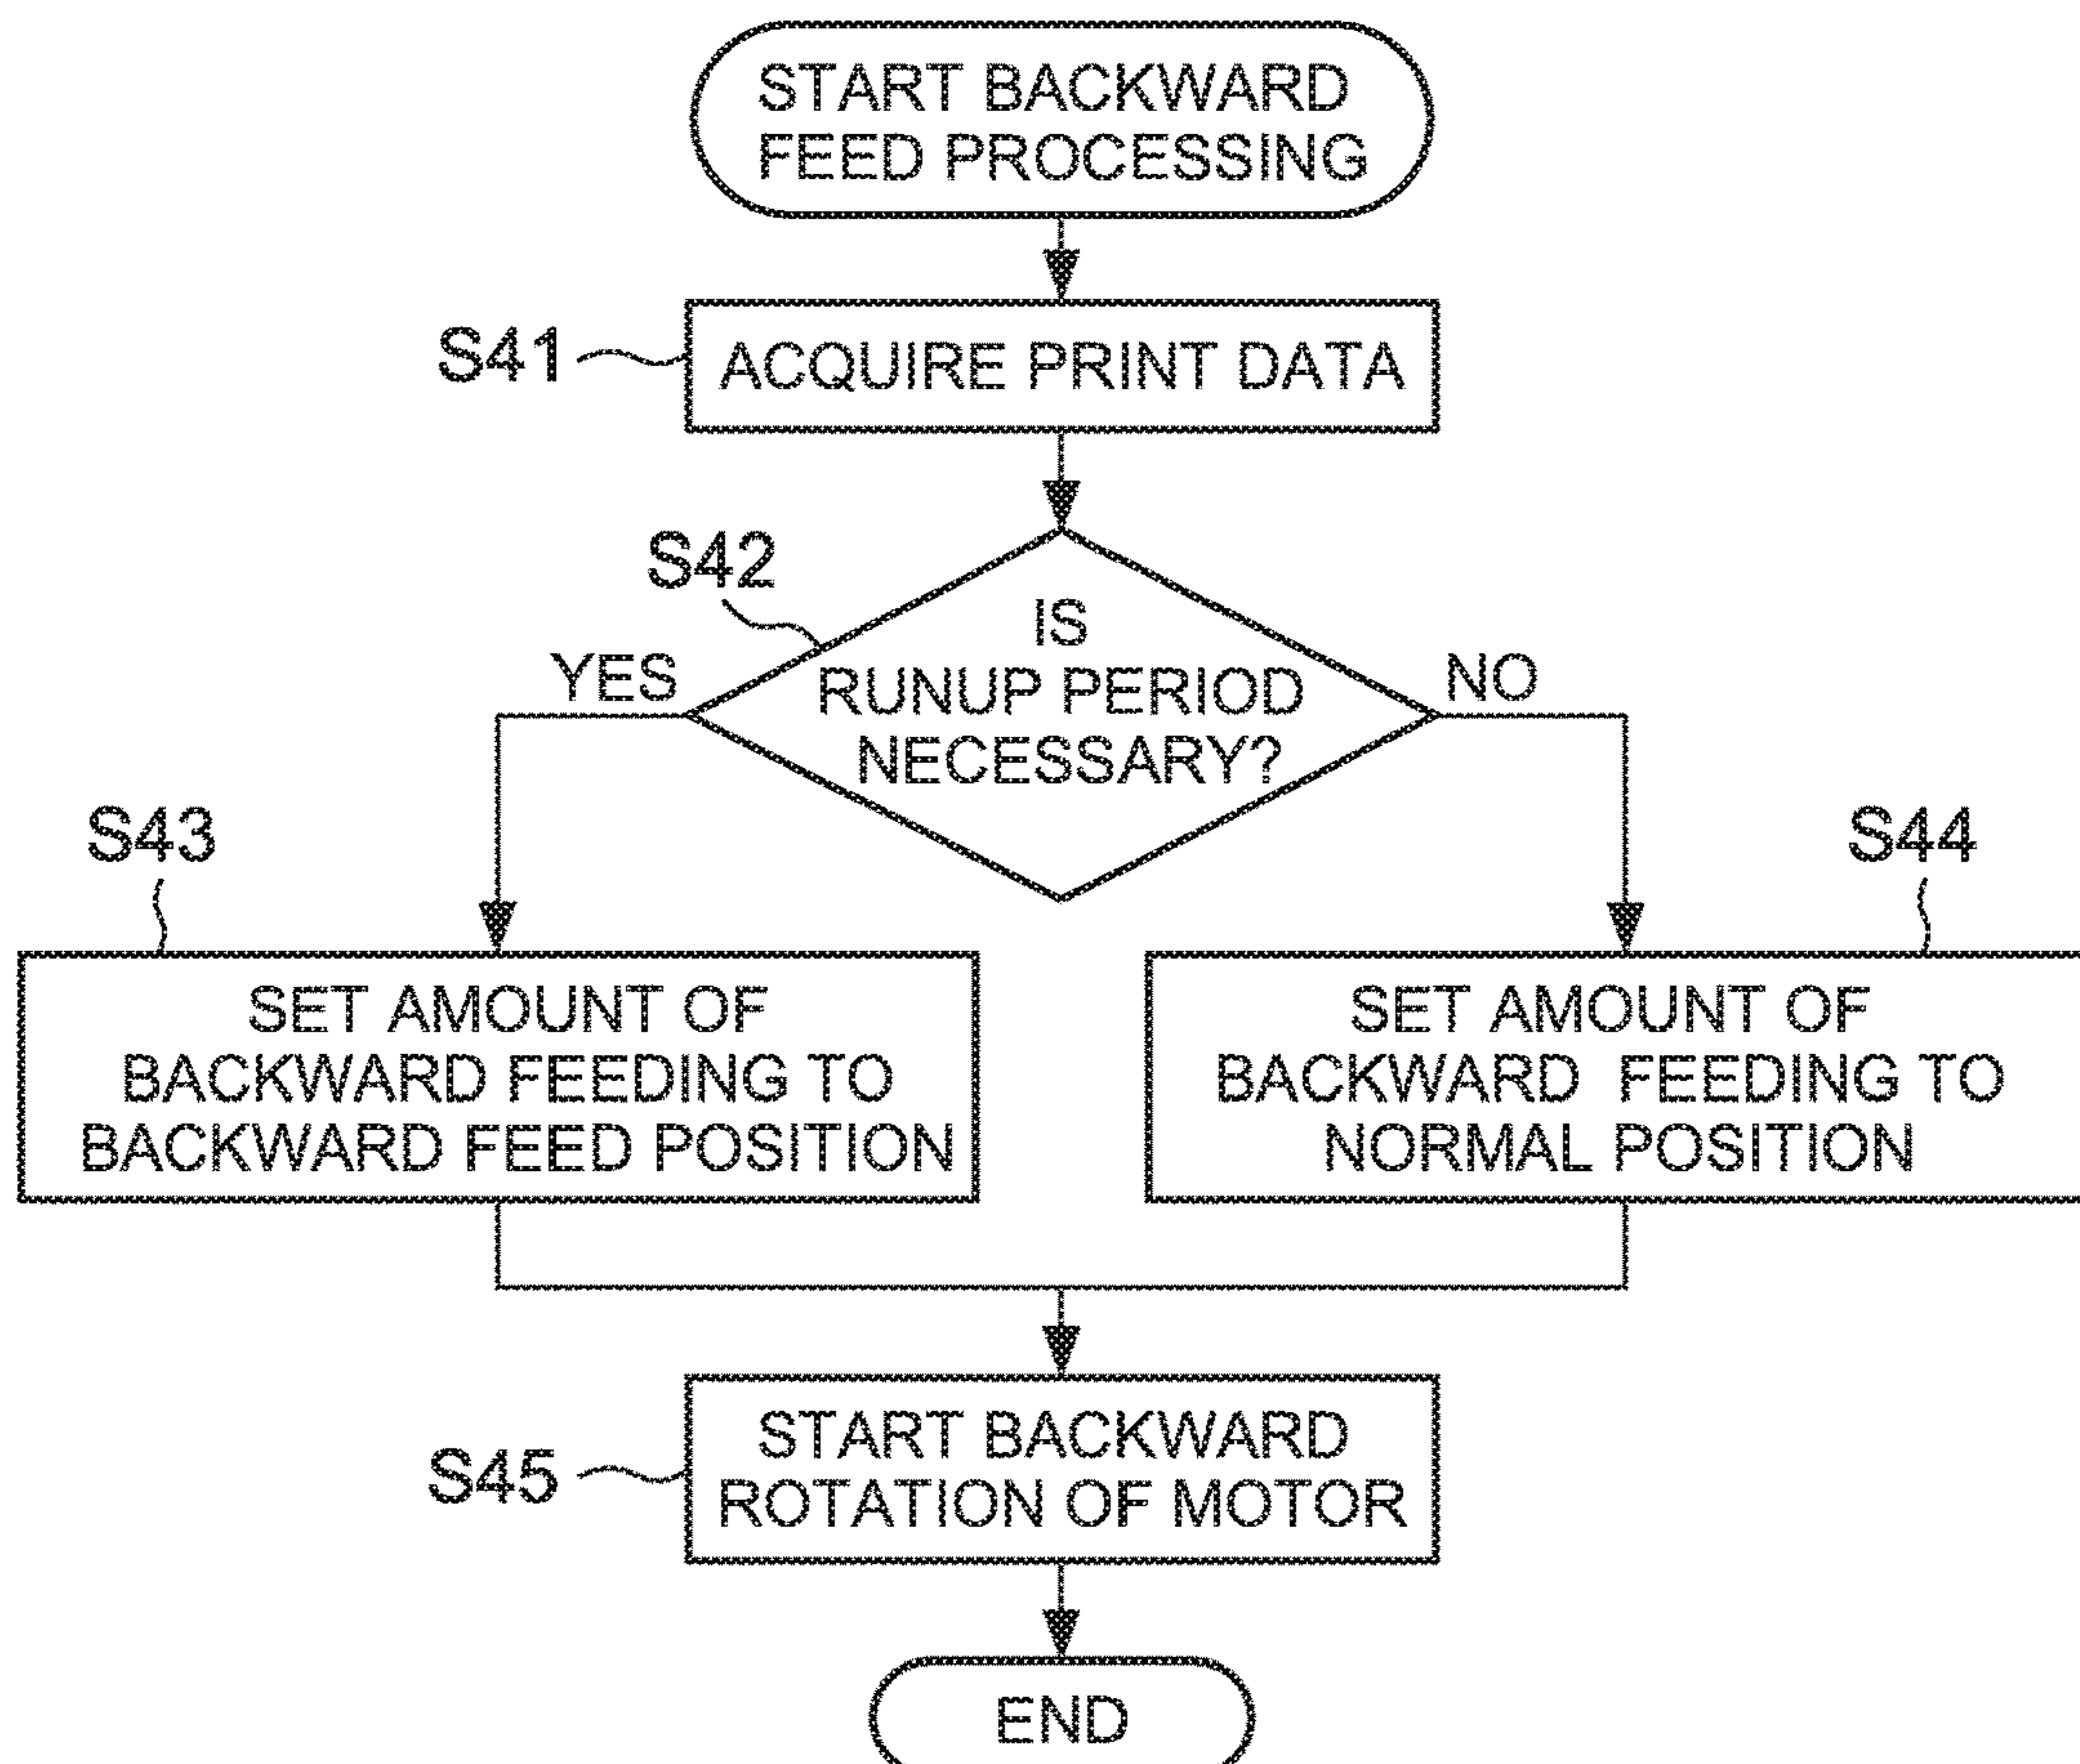 START BACKWARD
FEED PROCESSING
S41
ACQUIRE PRINT DATA
S42
IS
RUNUP PERIOD
NECESSARY?
YES
NO
S43
S44
SET AMOUNT OF
BACKWARD FEEDING TO
BACKWARD FEED POSITION
SET AMOUNT OF
BACKWARD FEEDING TO
NORMAL POSITION
S45
START BACKWARD
ROTATION OF MOTOR
END